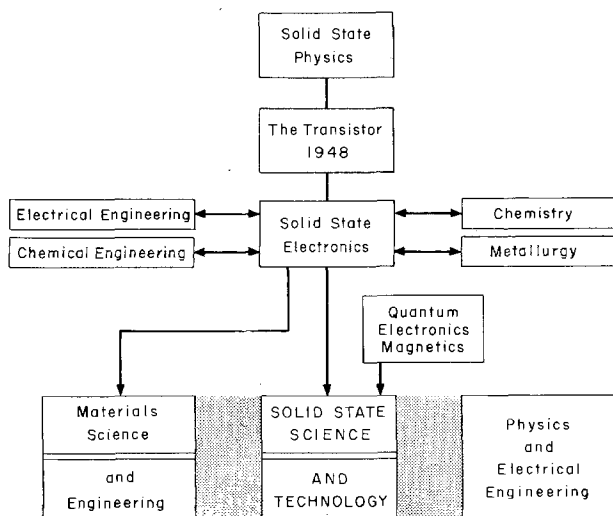 Solid State
Physics
The Transistor
1948
Electrical Engineering
Solid State
Electronics
Chemistry
Chemical Engineering
Metallurgy
Quantum
Electronics
Magnetics
Materials
Science
and
Engineering
SOLID STATE
SCIENCE
AND
TECHNOLOGY
Physics
and
Electrical
Engineering